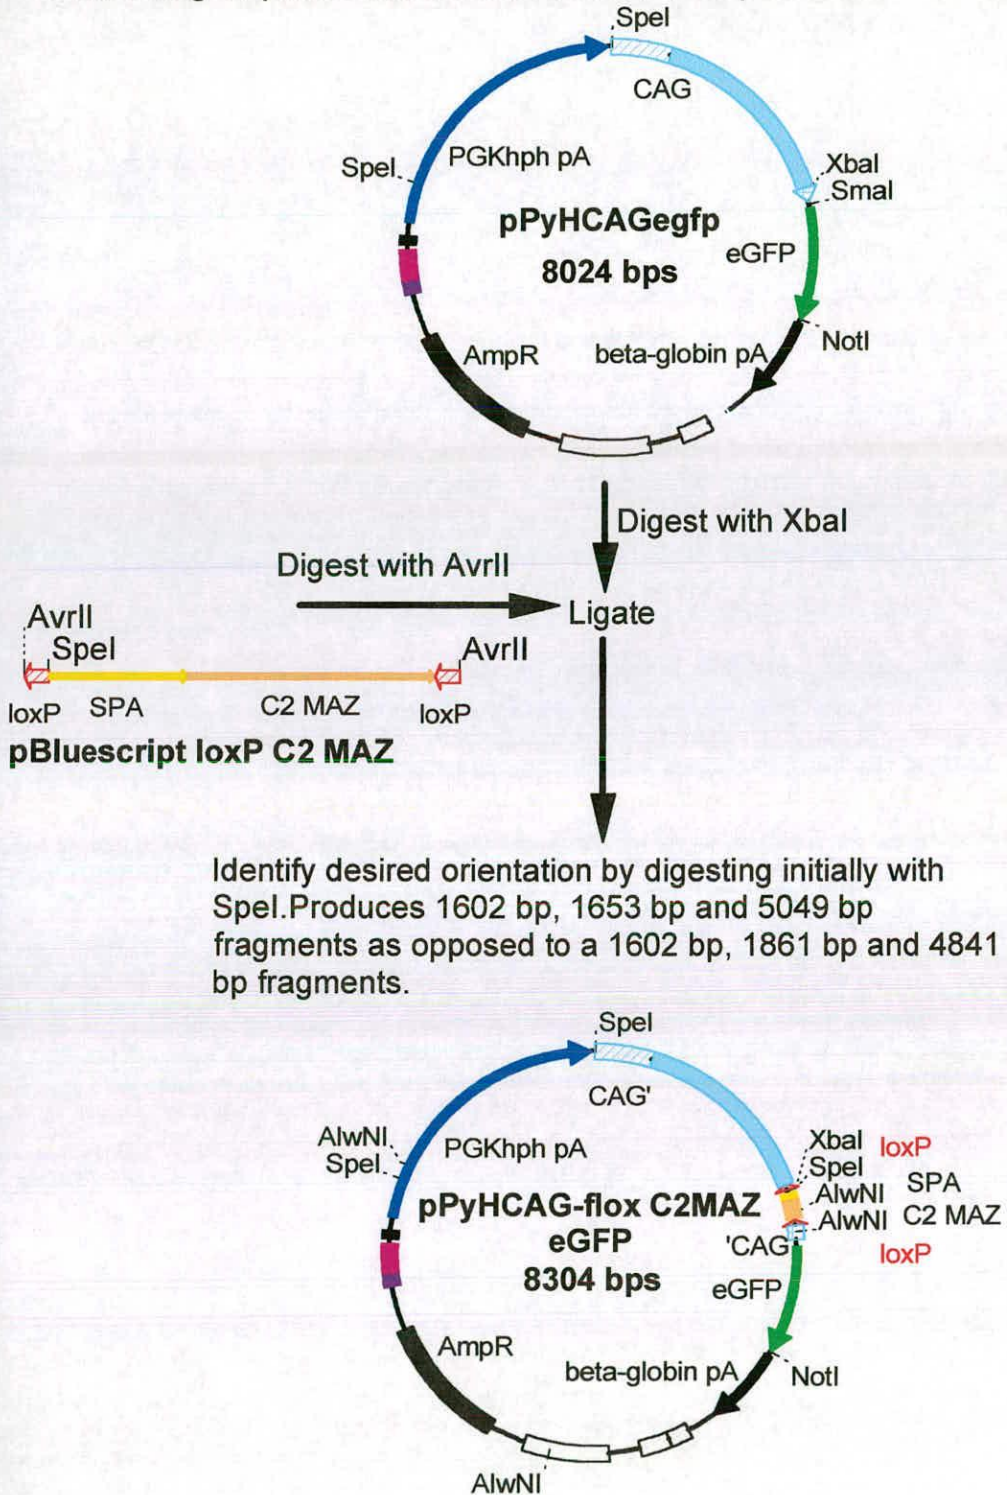 SpeI
CAG
SpeI
PGKhph pA
XbaI
SmaI
pPyHCAGegfp
8024 bps
eGFP
NotI
beta-globin pA
AmpR
Digest with XbaI
Digest with AvrII
Ligate
AvrII
SpeI
AvrII
loxP
SPA
C2 MAZ
loxP
pBluescript loxP C2 MAZ
Identify desired orientation by digesting initially with
SpeI.Produces 1602 bp, 1653 bp and 5049 bp
fragments as opposed to a 1602 bp, 1861 bp and 4841
bp fragments.
SpeI
CAG'
AlwNI
SpeI
PGKhph pA
XbaI
loxP
SpeI
AlwNI
SPA
AlwNI
C2 MAZ
pPyHCAG-flox C2MAZ
eGFP
8304 bps
'CAG
loxP
eGFP
AmpR
beta-globin pA
NotI
AlwNI